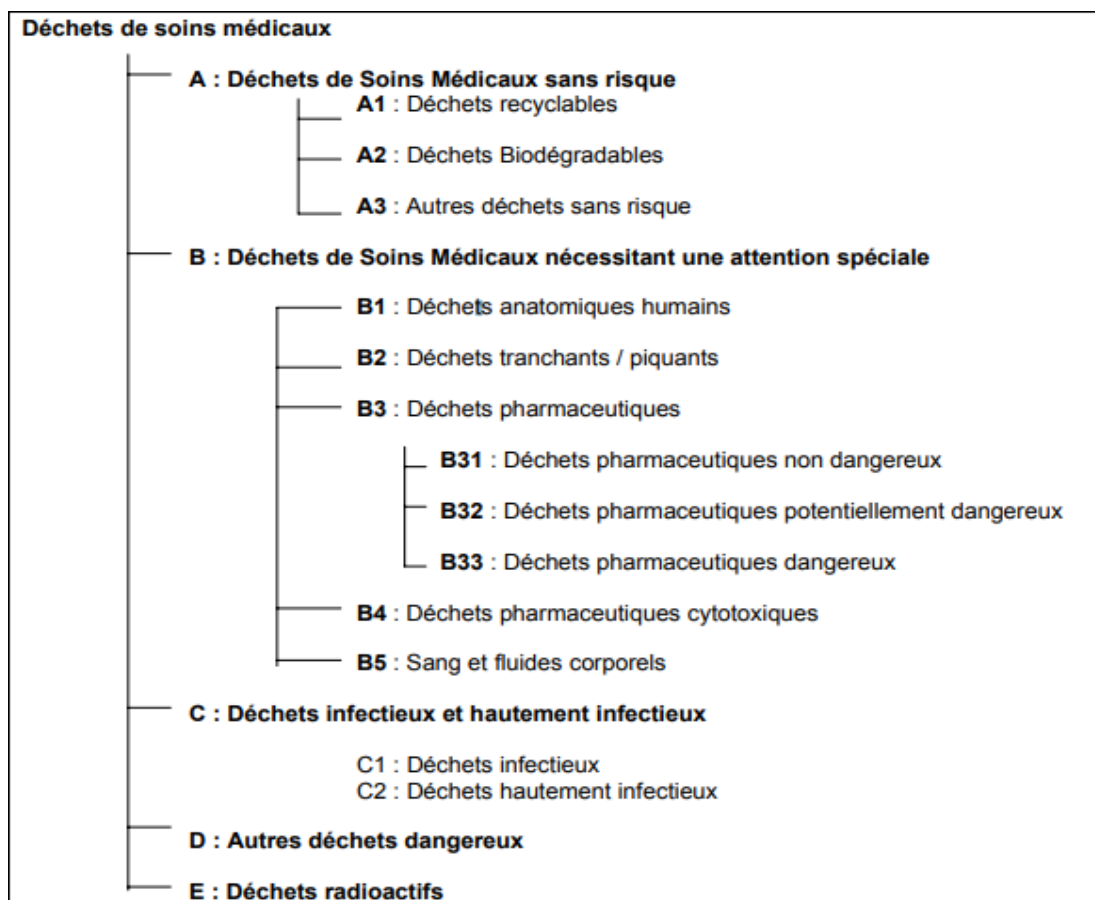 Déchets de soins médicaux
A : Déchets de Soins Médicaux sans risque
A1 : Déchets recyclables
A2 : Déchets Biodégradables
A3 : Autres déchets sans risque
B : Déchets de Soins Médicaux nécessitant une attention spéciale
B1 : Déchets anatomiques humains
B2 : Déchets tranchants / piquants
B3 : Déchets pharmaceutiques
B31 : Déchets pharmaceutiques non dangereux
B32 : Déchets pharmaceutiques potentiellement dangereux
B33 : Déchets pharmaceutiques dangereux
B4 : Déchets pharmaceutiques cytotoxiques
B5 : Sang et fluides corporels
C : Déchets infectieux et hautement infectieux
C1 : Déchets infectieux
C2 : Déchets hautement infectieux
D : Autres déchets dangereux
E : Déchets radioactifs